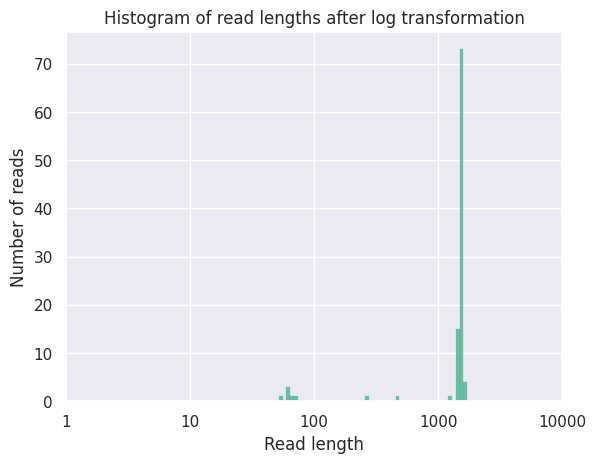 Histogram of read lengths after log transformation
Number of reads
70
60
50
40
30
20
10
0
1 10 100 1000 10000
Read length